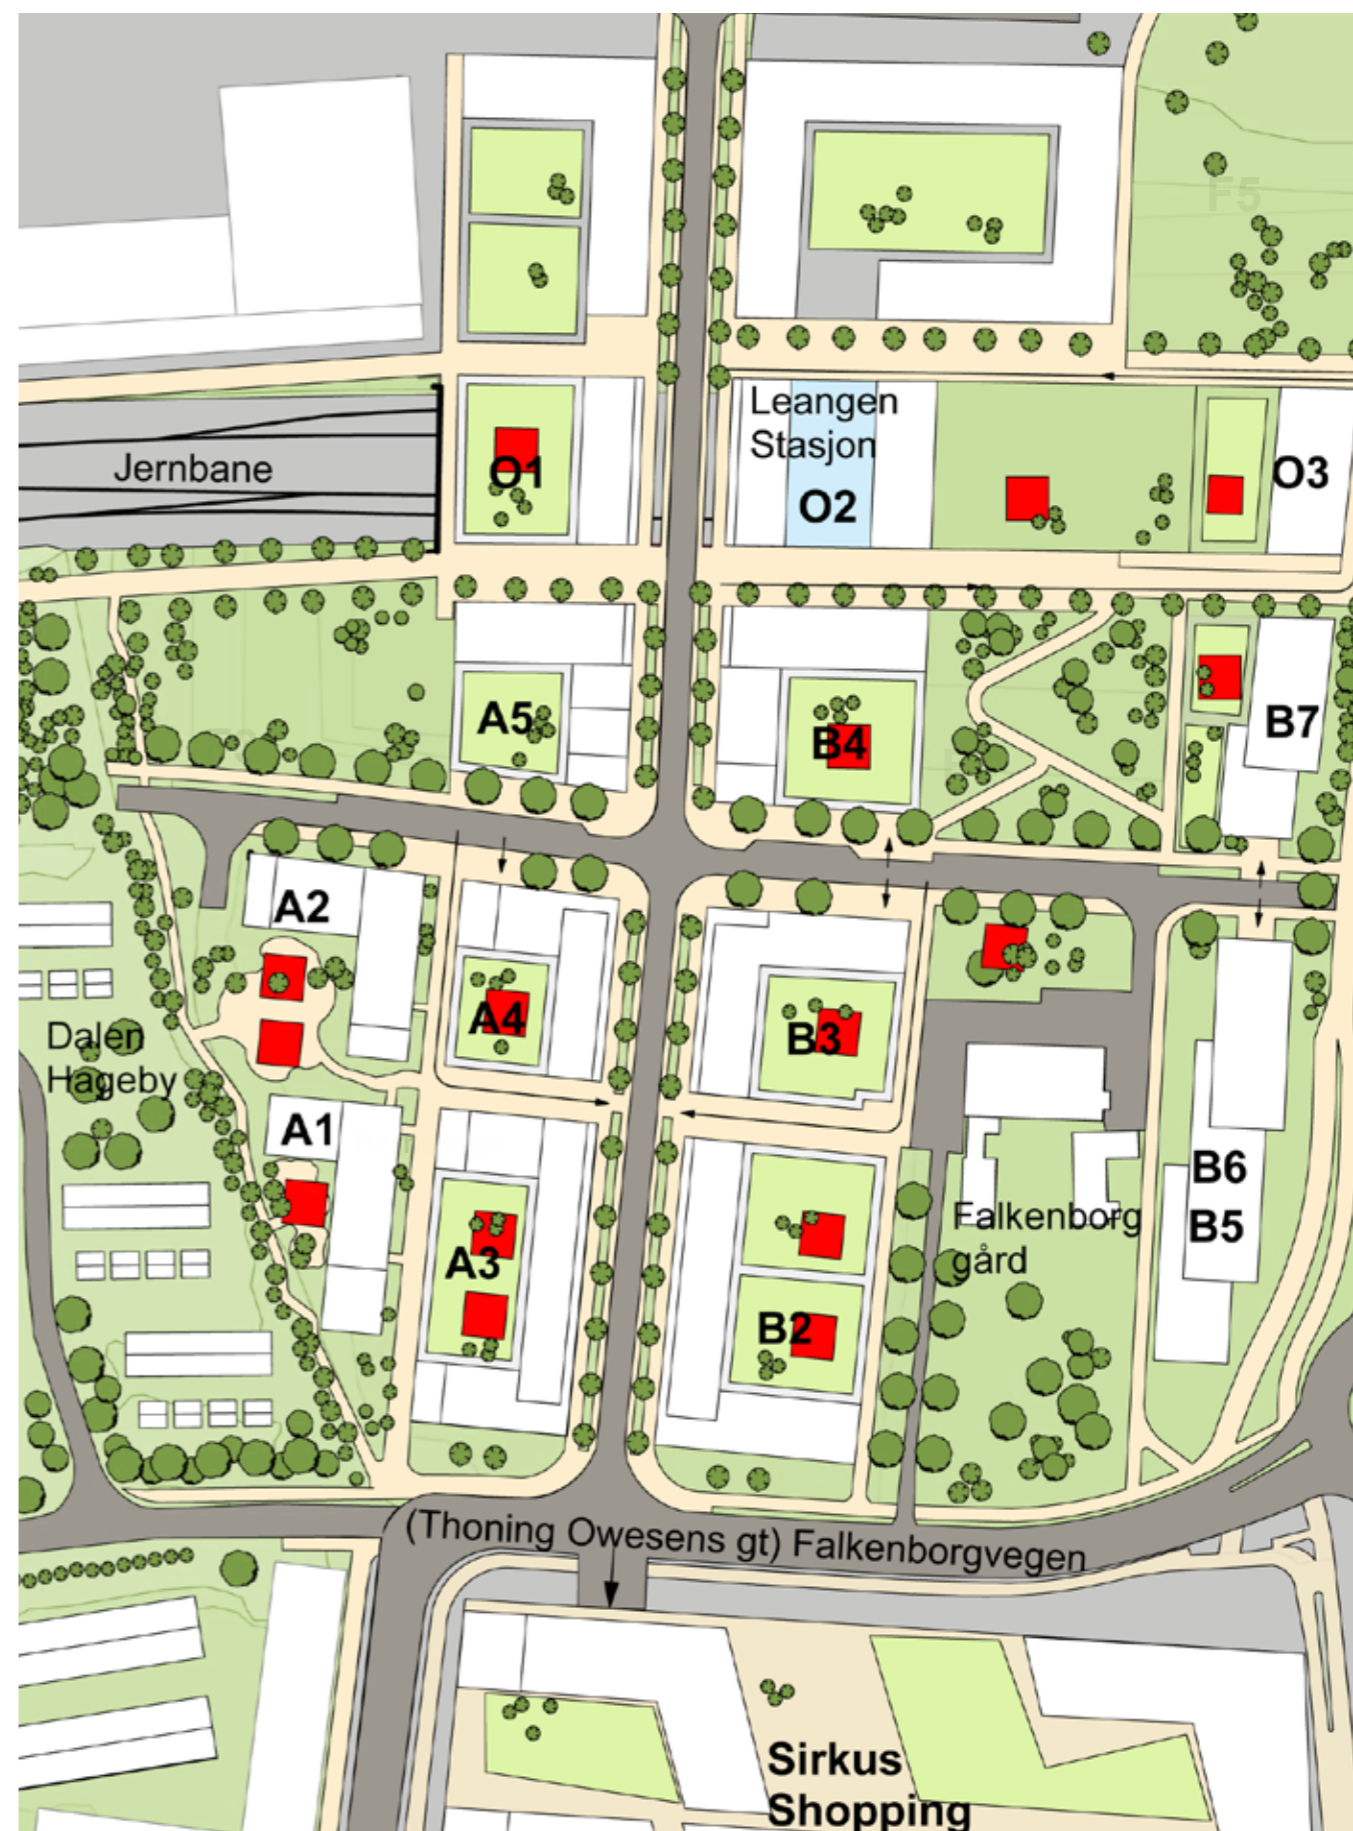 F5
Leangen
Stasjon
Jernbane
O1
O2
O3
A5
B4
B7
A2
A4
B3
Dalen
Hageby
A1
B6
Falkenborg
gård
B5
A3
B2
(Thoning Owesens gt) Falkenborgvegen
Sirkus
Shopping